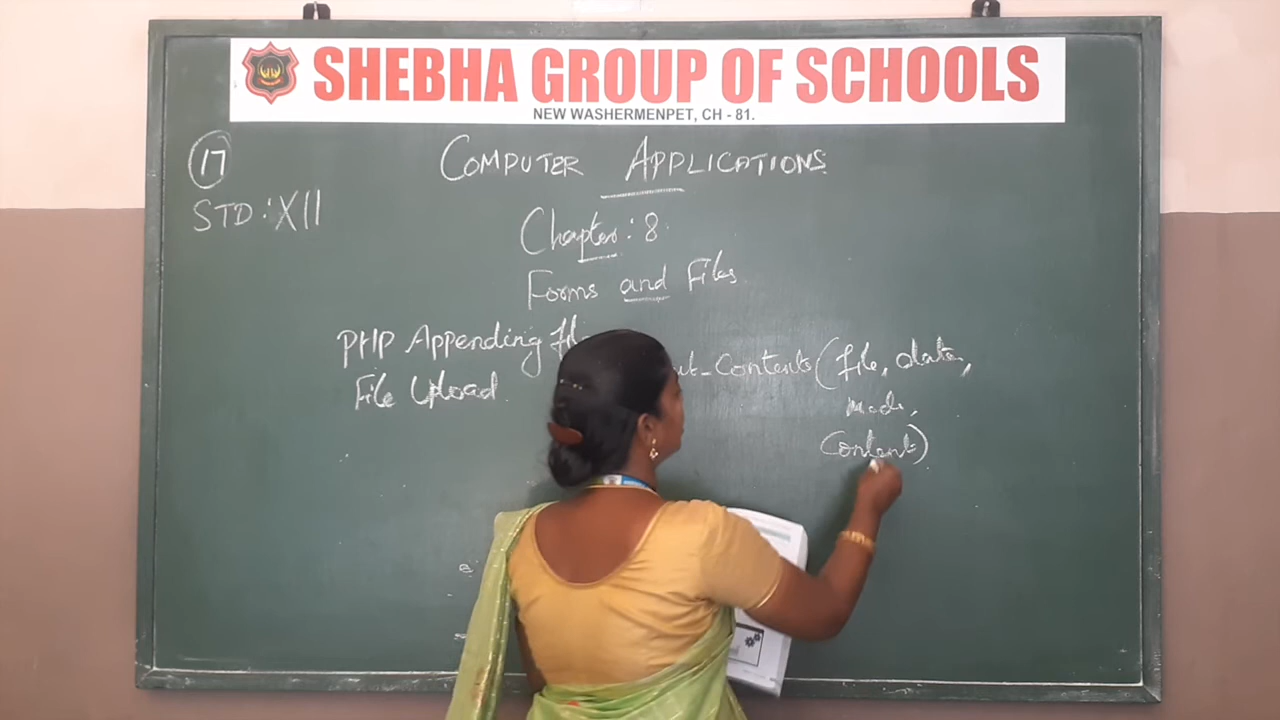 SHEBHA GROUP OF SCHOOLS
NEW WASHERMENPET, CH - 81.
17
COMPUTER APPLICATIONS
STD : XII
Chapter : 8
Forms and Files
PHP Appending
File Upload
Contents (file, data,
mode,
Content)